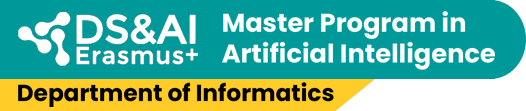 DS&AI
Erasmus+
Master Program in
Artificial Intelligence
Department of Informatics